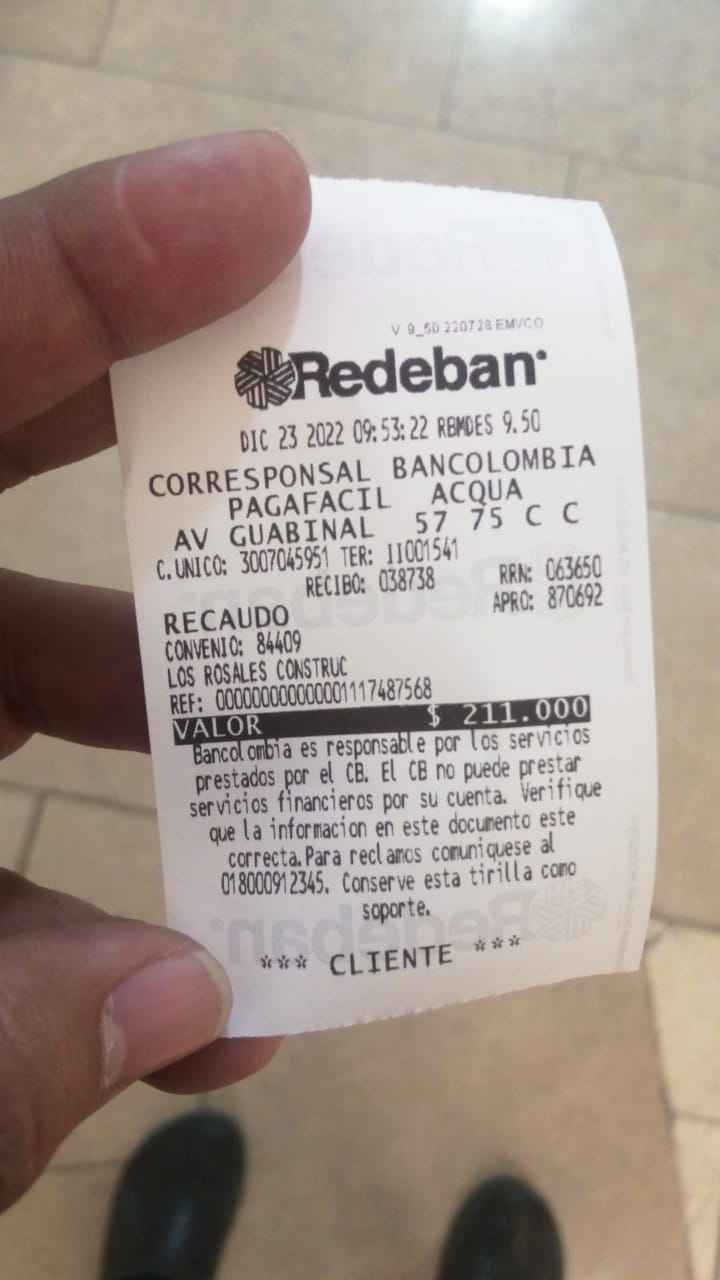 V 9_50 220728 EMVCO
Redeban
DIC 23 2022 09:53:22 RBMDES 9.50
CORRESPONSAL BANCOLOMBIA
PAGAFACIL ACQUA
AV GUABINAL 57 75 C C
C.UNICO: 3007045951 TER: II001541
RECIBO: 038738 RRN: 063650
APRO: 870692
RECAUDO
CONVENIO: 84409
LOS ROSALES CONSTRUC
REF: 00000000000001117487568
VALOR $ 211.000
Bancolombia es responsable por los servicios
prestados por el CB. El CB no puede prestar
servicios financieros por su cuenta. Verifique
que la informacion en este documento este
correcta.Para reclamos comuniquese al
018000912345. Conserve esta tirilla como
soporte.
*** CLIENTE ***